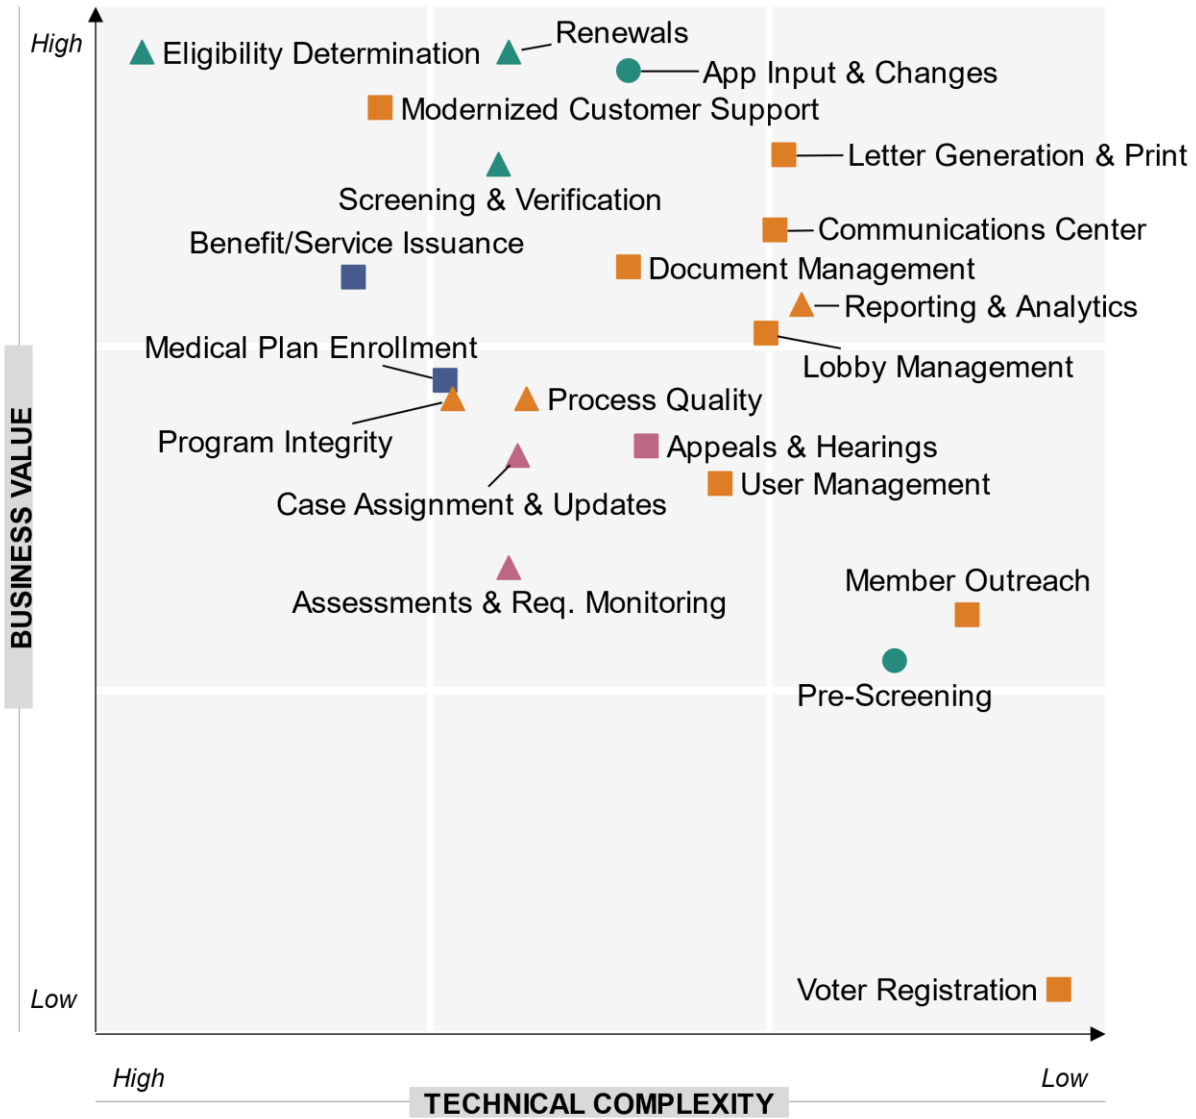 High
Eligibility Determination
Renewals
App Input & Changes
Modernized Customer Support
Letter Generation & Print
Screening & Verification
Communications Center
Benefit/Service Issuance
Document Management
Reporting & Analytics
Medical Plan Enrollment
Lobby Management
Process Quality
Program Integrity
Appeals & Hearings
User Management
Case Assignment & Updates
Member Outreach
Assessments & Req. Monitoring
BUSINESS VALUE
Pre-Screening
Voter Registration
Low
High
Low
TECHNICAL COMPLEXITY